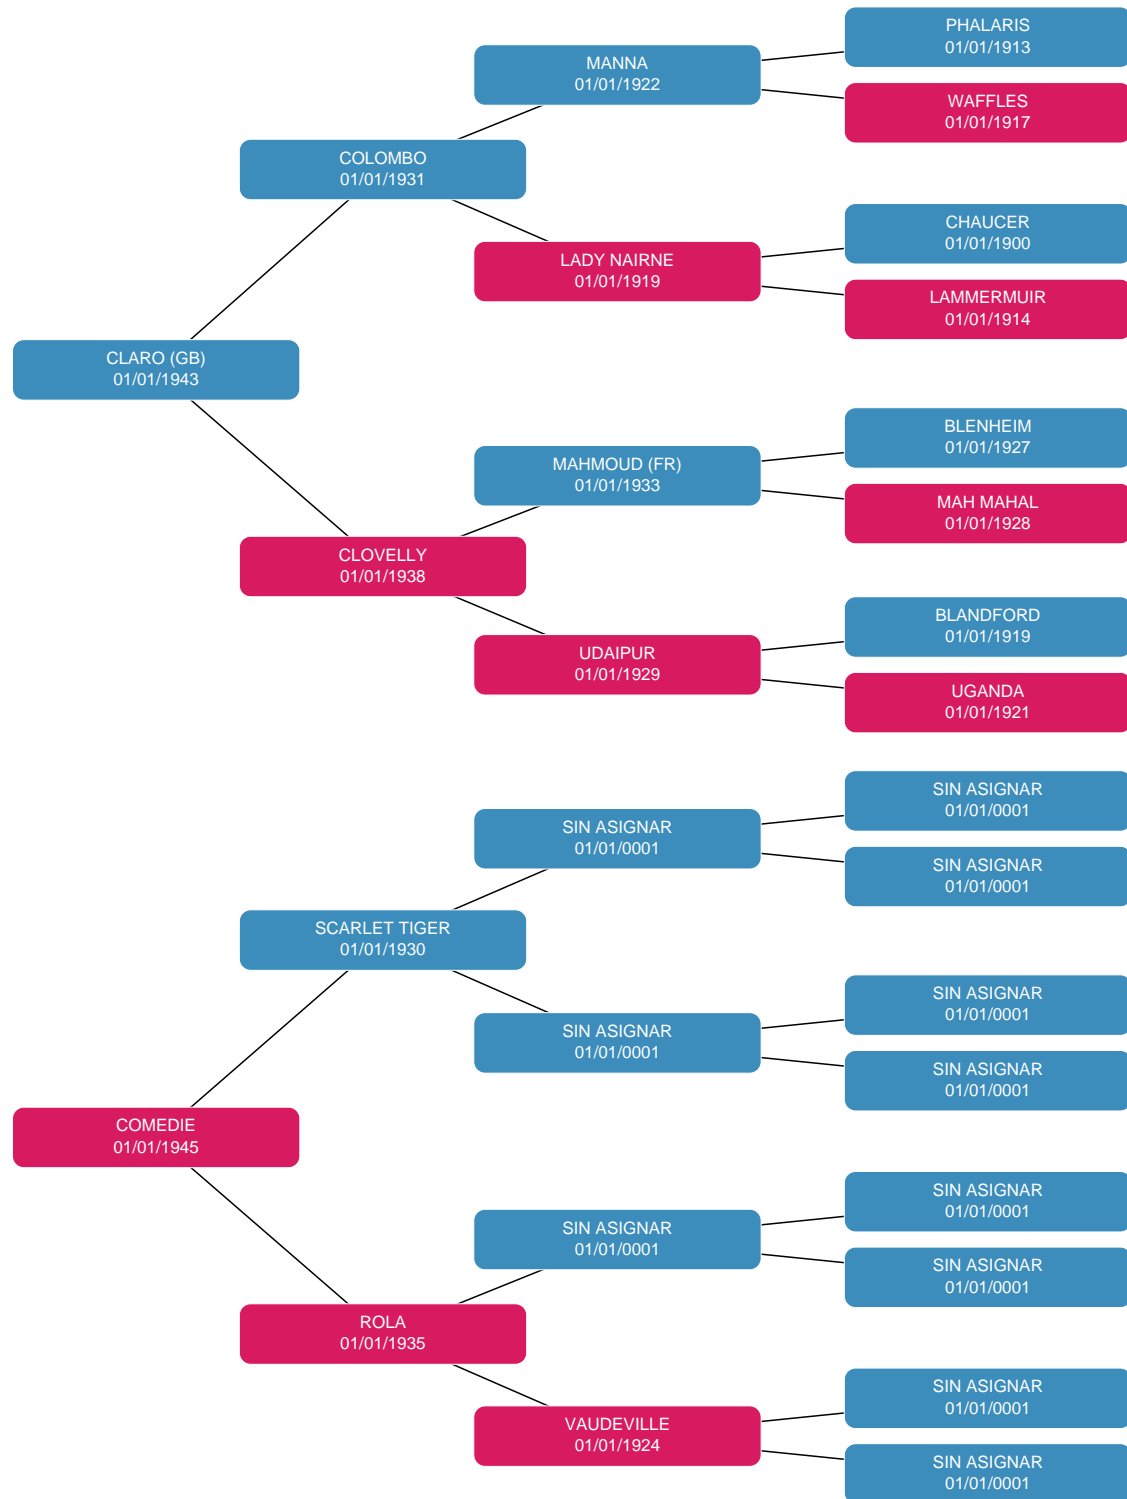 PHALARIS
01/01/1913
MANNA
01/01/1922
WAFFLES
01/01/1917
COLOMBO
01/01/1931
CHAUCER
01/01/1900
LADY NAIRNE
01/01/1919
LAMMERMUIR
01/01/1914
CLARO (GB)
01/01/1943
BLENHEIM
01/01/1927
MAHMOUD (FR)
01/01/1933
MAH MAHAL
01/01/1928
CLOVELLY
01/01/1938
BLANDFORD
01/01/1919
UDAIPUR
01/01/1929
UGANDA
01/01/1921
SIN ASIGNAR
01/01/0001
SIN ASIGNAR
01/01/0001
SIN ASIGNAR
01/01/0001
SCARLET TIGER
01/01/1930
SIN ASIGNAR
01/01/0001
SIN ASIGNAR
01/01/0001
SIN ASIGNAR
01/01/0001
COMEDIE
01/01/1945
SIN ASIGNAR
01/01/0001
SIN ASIGNAR
01/01/0001
SIN ASIGNAR
01/01/0001
ROLA
01/01/1935
SIN ASIGNAR
01/01/0001
VAUDEVILLE
01/01/1924
SIN ASIGNAR
01/01/0001